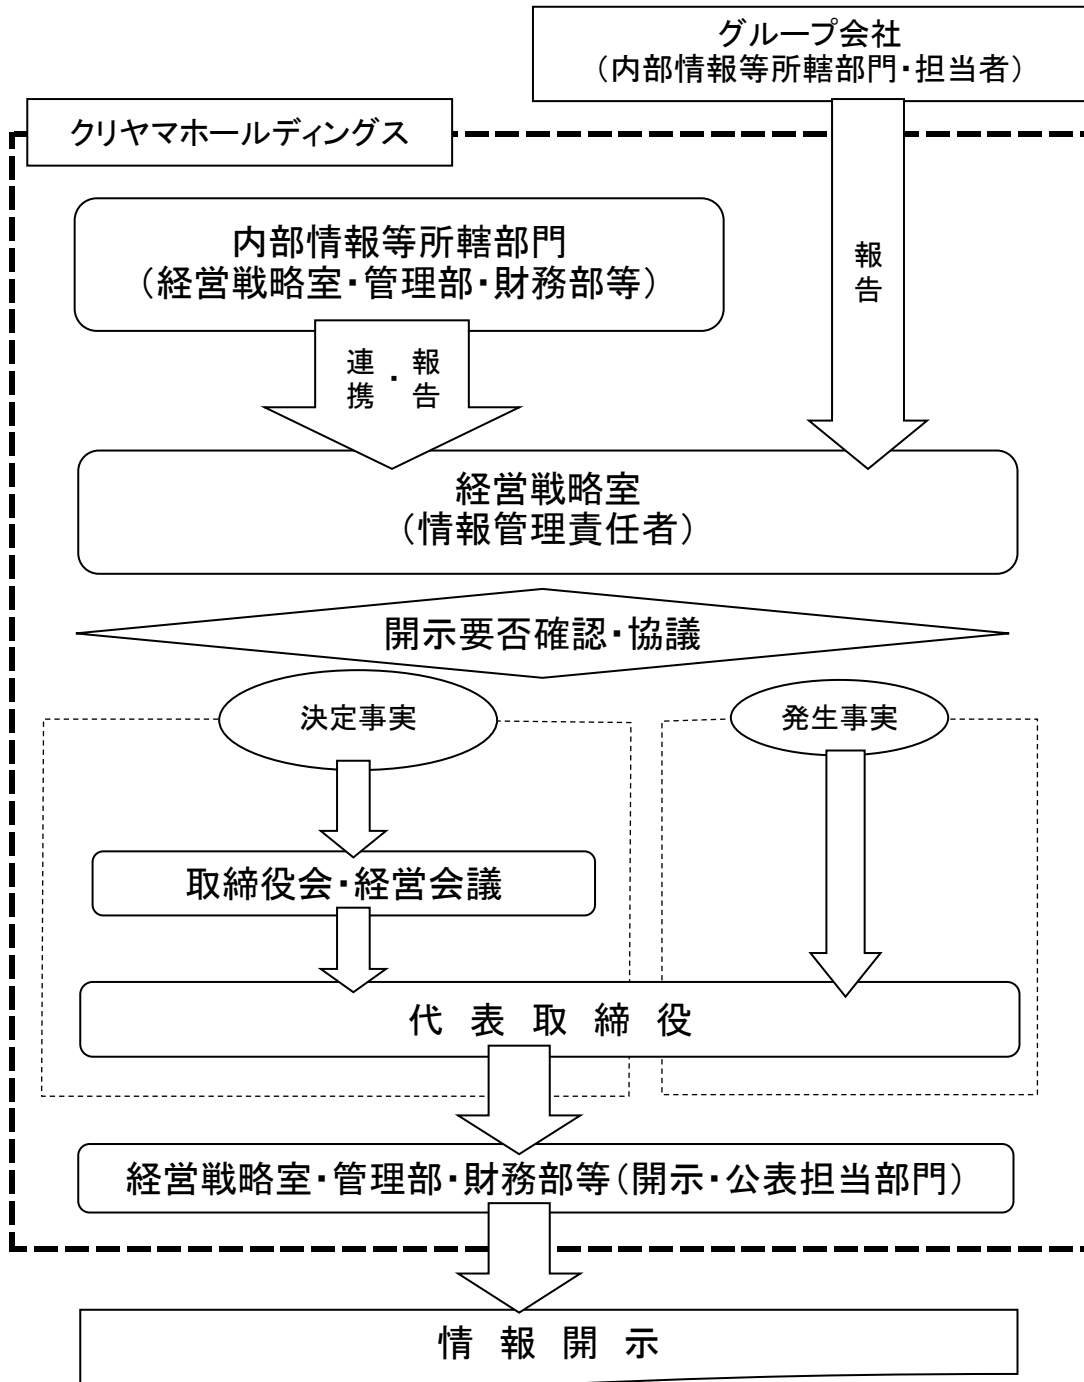 グループ会社
（内部情報等所轄部門・担当者）
クリヤマホールディングス
内部情報等所轄部門
（経営戦略室・管理部・財務部等）
報告
連携・報告
経営戦略室
（情報管理責任者）
開示要否確認・協議
決定事実
発生事実
取締役会・経営会議
代表取締役
経営戦略室・管理部・財務部等（開示・公表担当部門）
情報開示